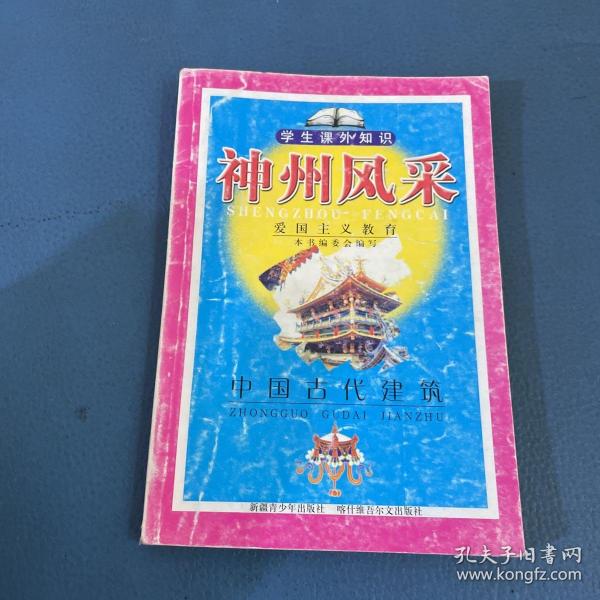 学生课外知识
神州风采
SHENGZHOU FENGCAI
爱国主义教育
本书编委会编写
中国古代建筑
ZHONGGUO GUDAI JIANZHU
新疆青少年出版社 喀什维吾尔文出版社
孔夫子旧书网
www.kongfz.com